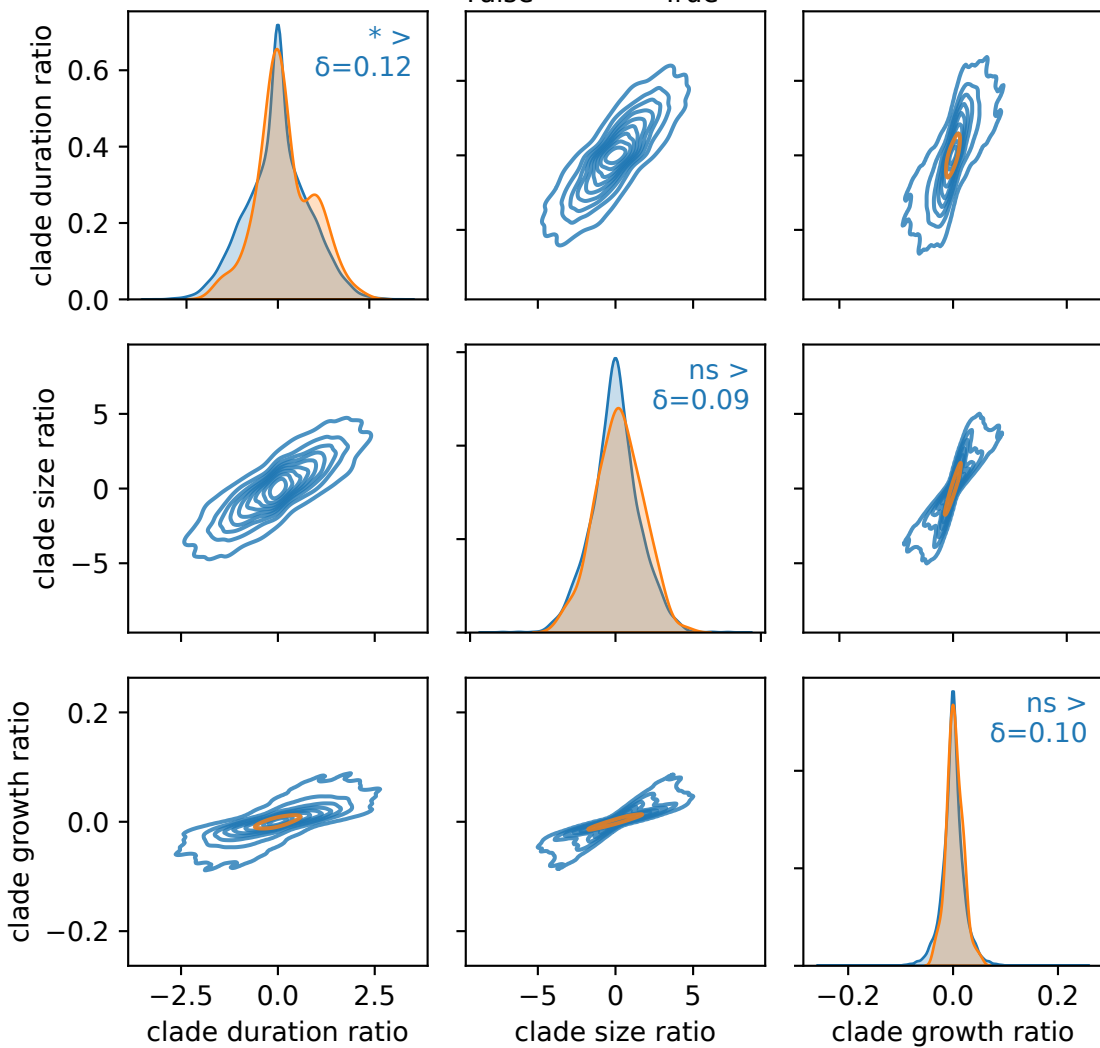 clade duration ratio
0.6
0.4
0.2
0.0
* >
δ=0.12
clade size ratio
5
0
−5
ns >
δ=0.09
clade growth ratio
0.2
0.0
−0.2
ns >
δ=0.10
−2.5 0.0 2.5
−5 0 5
−0.2 0.0 0.2
clade duration ratio
clade size ratio
clade growth ratio